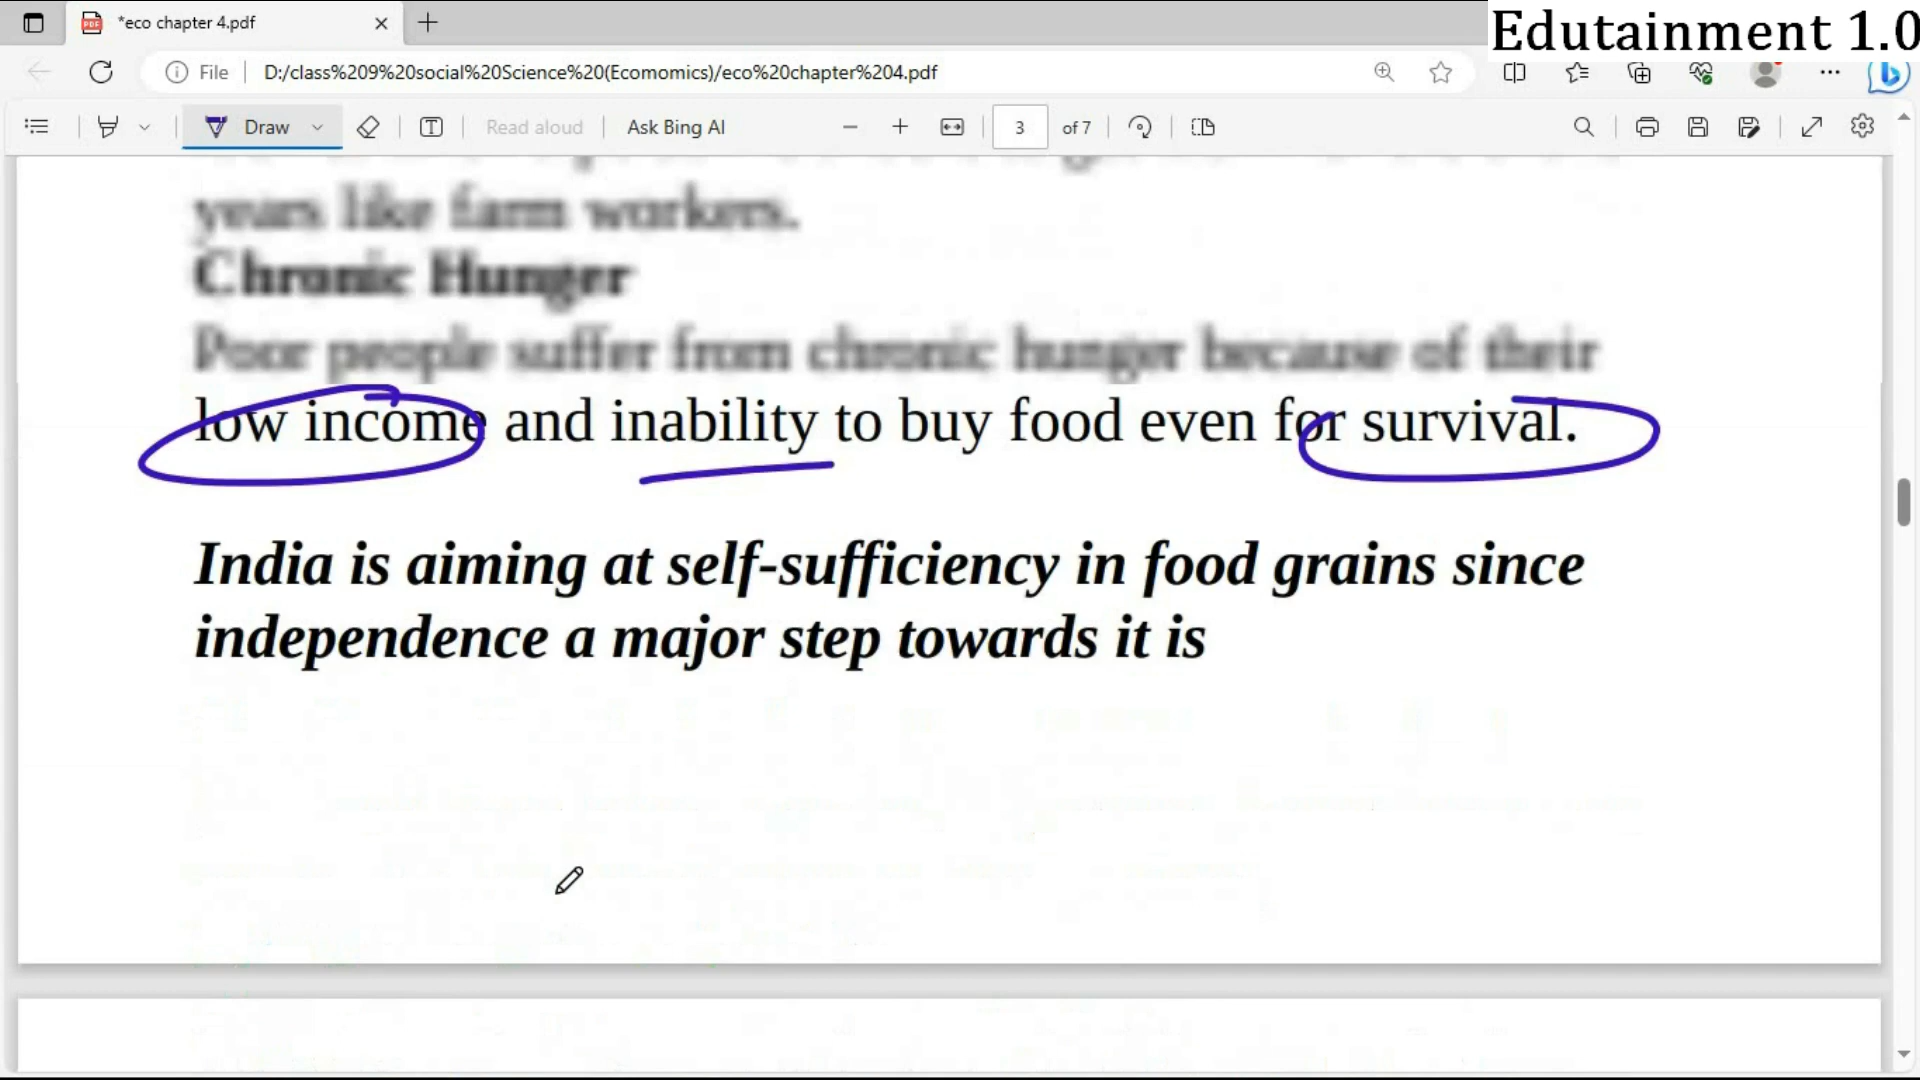 *eco chapter 4.pdf
Edutainment 1.0
File
D:/class%209%20social%20Science%20(Ecomomics)/eco%20chapter%204.pdf
Draw
Read aloud
Ask Bing AI
3
of 7
years like farm workers.
Chronic Hunger
Poor people suffer from chronic hunger because of their
low income and inability to buy food even for survival.
India is aiming at self-sufficiency in food grains since
independence a major step towards it is